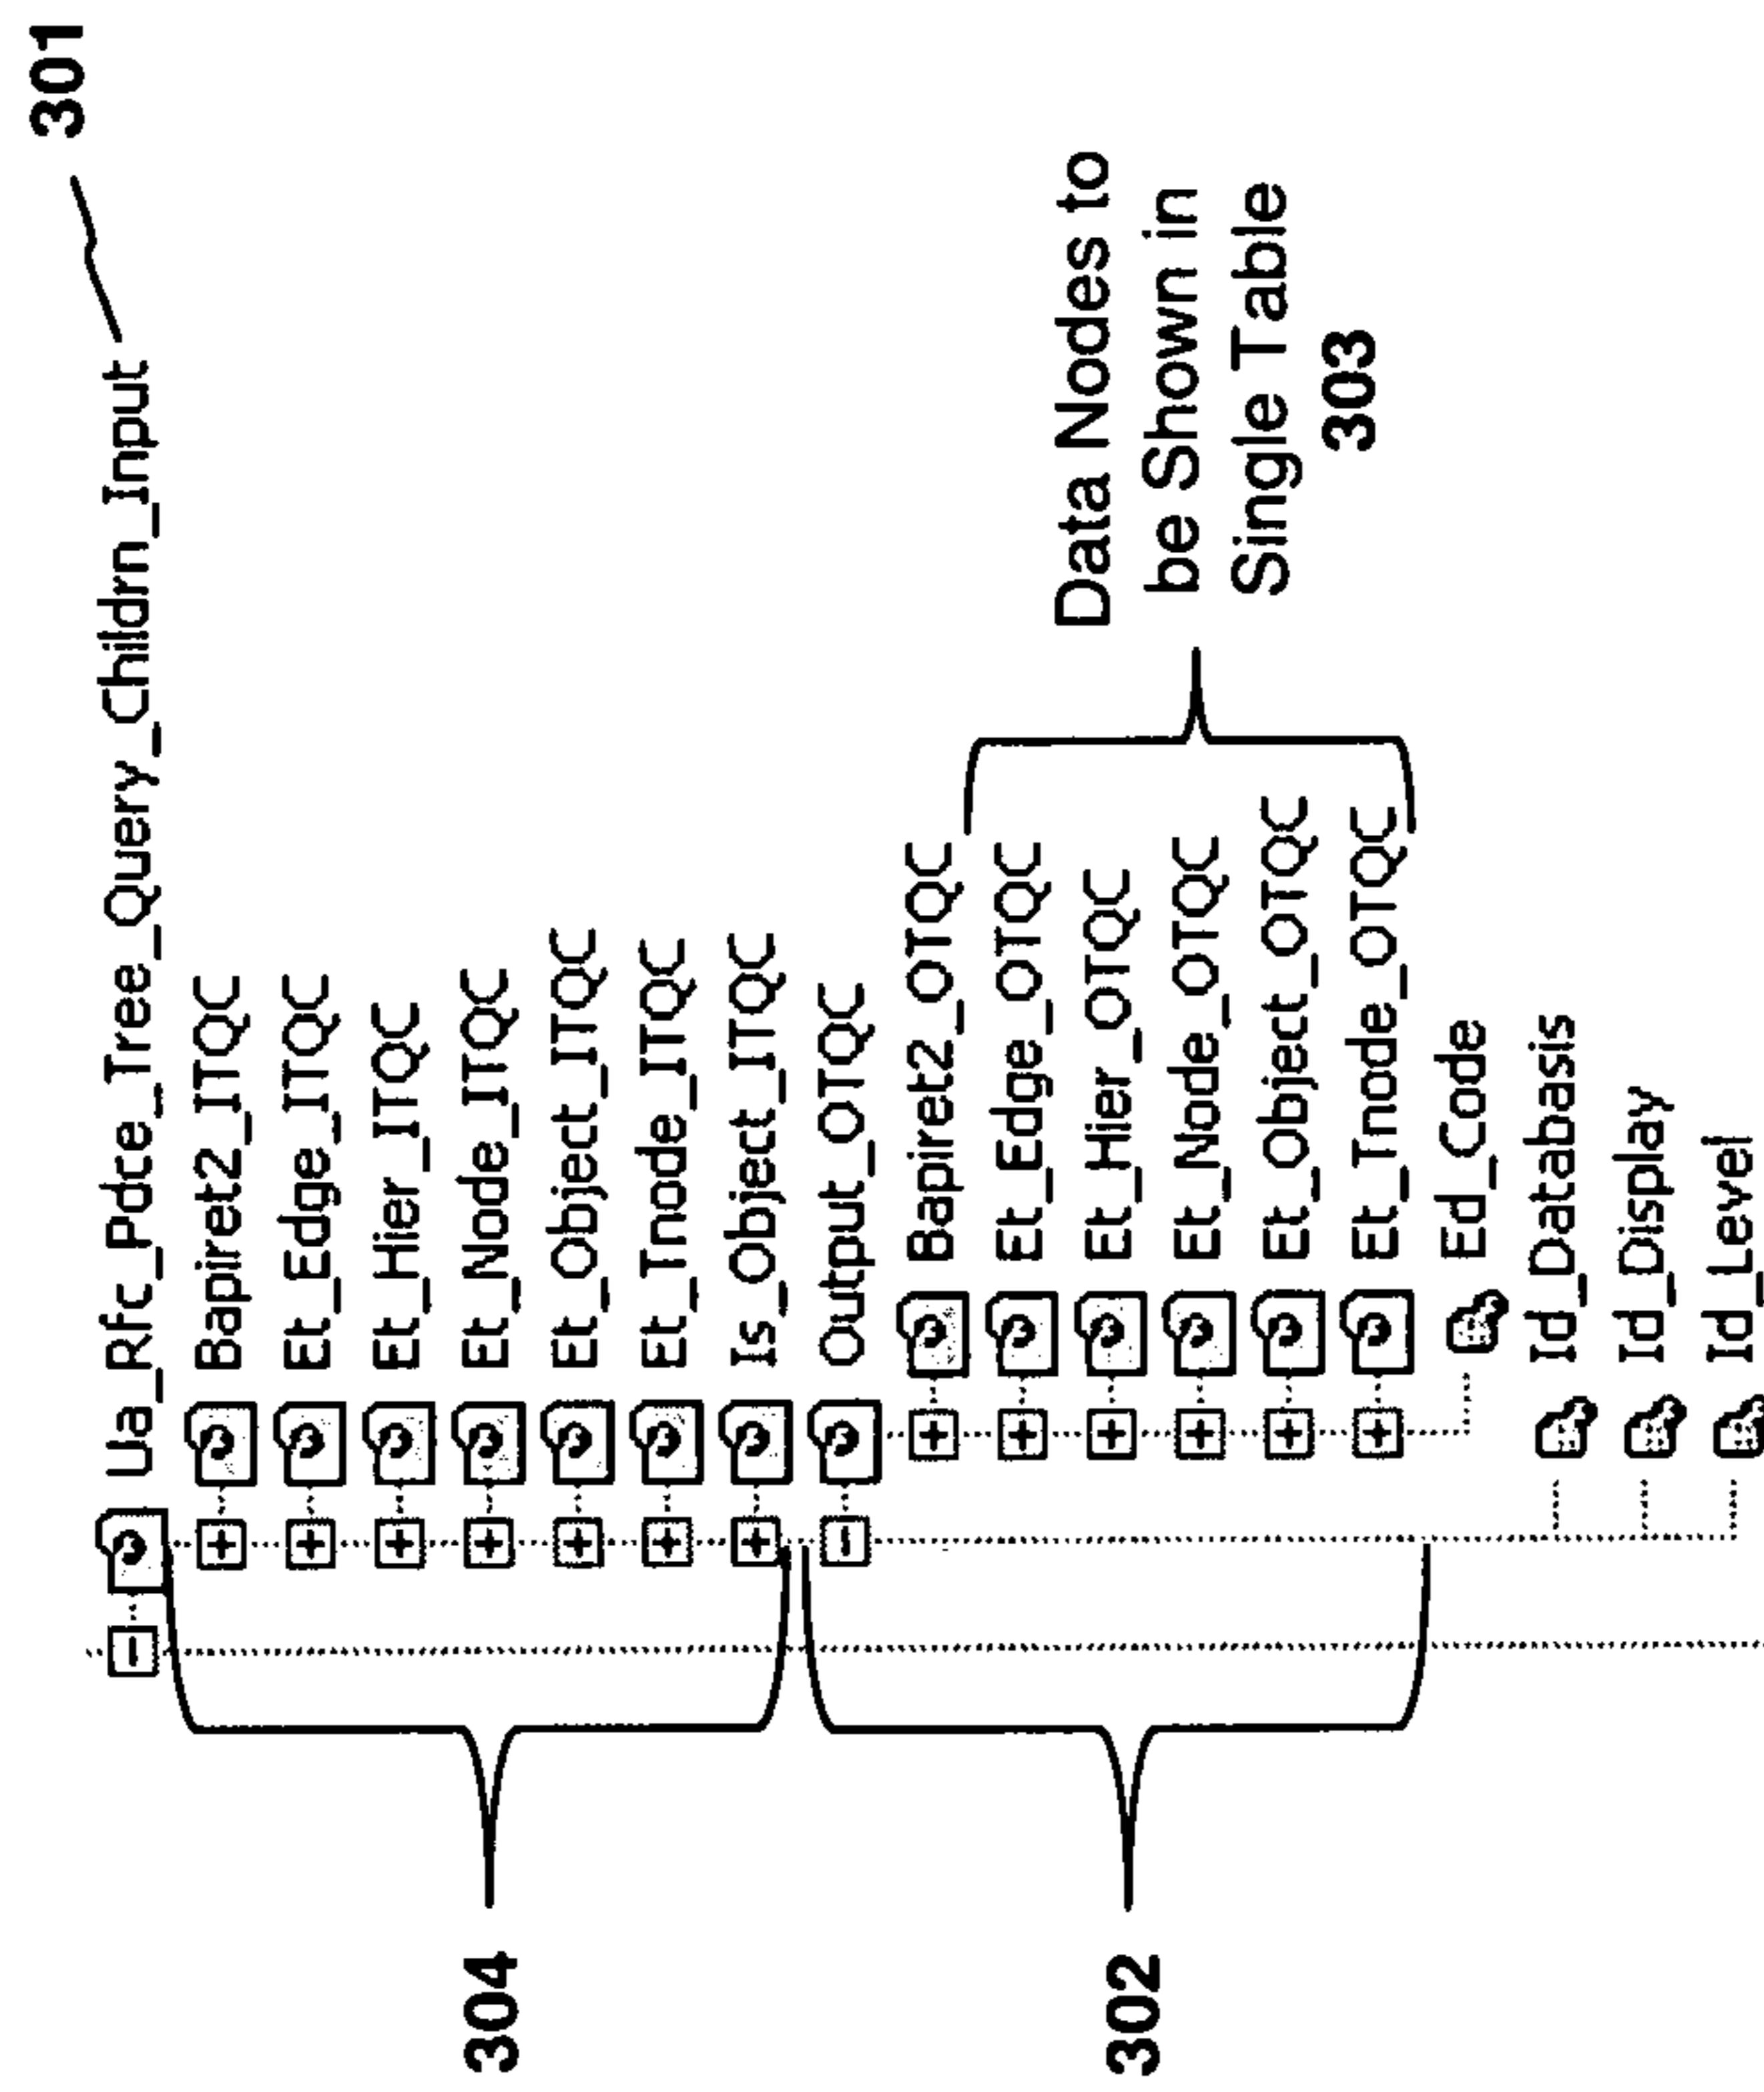 301
Ua_Rfc_Pdce_Tree_Query_Childrn_Input
Bapiret2_ITQC
Et_Edge_ITQC
Et_Hier_ITQC
Et_Node_ITQC
Et_Object_ITQC
Et_Tnode_ITQC
Is_Object_ITQC
Output_OTQC
Bapiret2_OTQC
Et_Edge_OTQC
Et_Hier_OTQC
Et_Node_OTQC
Et_Object_OTQC
Et_Tnode_OTQC
Ed_Code
Id_Databasis
Id_Display
Id_Level
Data Nodes to
be Shown in
Single Table
303
304
302